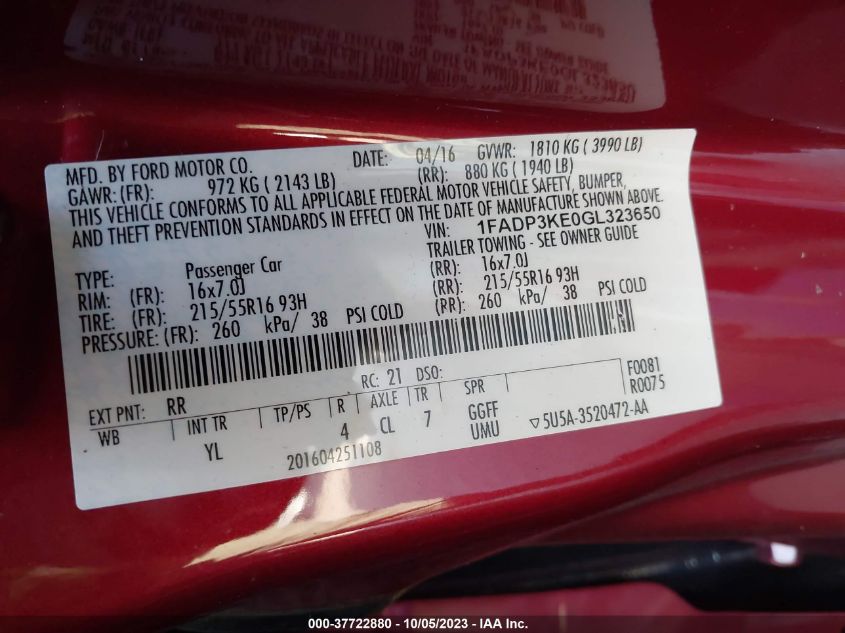 MFD. BY FORD MOTOR CO. DATE: 04/16 GVWR: 1810 KG ( 3990 LB)
GAWR: (FR): 972 KG ( 2143 LB) (RR): 880 KG ( 1940 LB)
THIS VEHICLE CONFORMS TO ALL APPLICABLE FEDERAL MOTOR VEHICLE SAFETY, BUMPER,
AND THEFT PREVENTION STANDARDS IN EFFECT ON THE DATE OF MANUFACTURE SHOWN ABOVE.
VIN: 1FADP3KE0GL323650
TYPE: Passenger Car TRAILER TOWING - SEE OWNER GUIDE
RIM: (FR): 16x7.0J (RR): 16x7.0J
TIRE: (FR): 215/55R16 93H (RR): 215/55R16 93H
PRESSURE: (FR): 260 kPa/ 38 PSI COLD (RR): 260 kPa/ 38 PSI COLD
RC: 21 DSO: F0081
EXT PNT: RR R0075
WB INT TR TP/PS R AXLE TR SPR
YL 4 CL 7 GGFF
UMU ▽5U5A-3520472-AA
201604251108
000-37722880 - 10/05/2023 - IAA Inc.